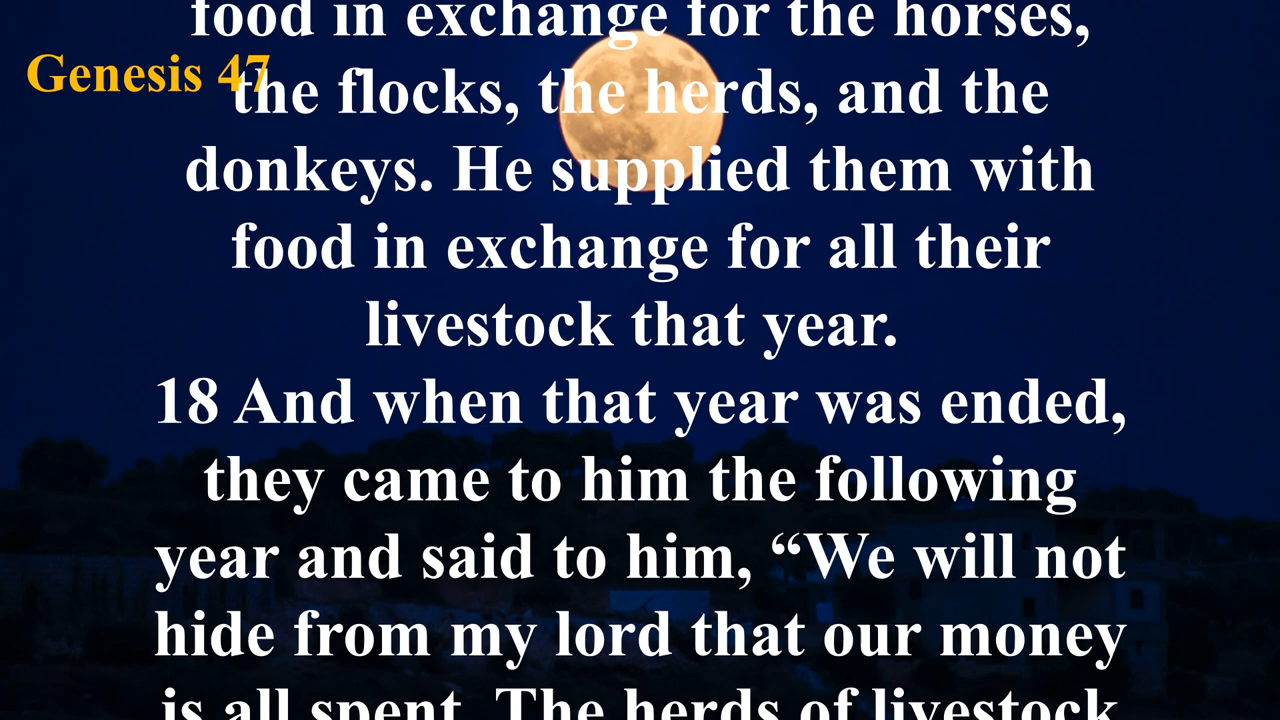 food in exchange for the horses,
Genesis 47
the flocks, the herds, and the
donkeys. He supplied them with
food in exchange for all their
livestock that year.
18 And when that year was ended,
they came to him the following
year and said to him, “We will not
hide from my lord that our money
is all spent. The herds of livestock